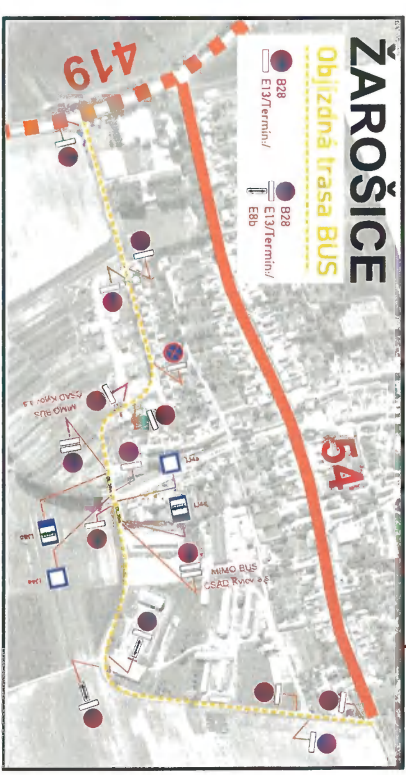 ŽAROŠICE
Objízdná trasa BUS
B28
E13/Termín:/
B28
E13/Termín:/
E8b
419
54
MIMO BUS
ČSAD Kyjov a.s.
MIMO BUS
ČSAD Kyjov a.s.